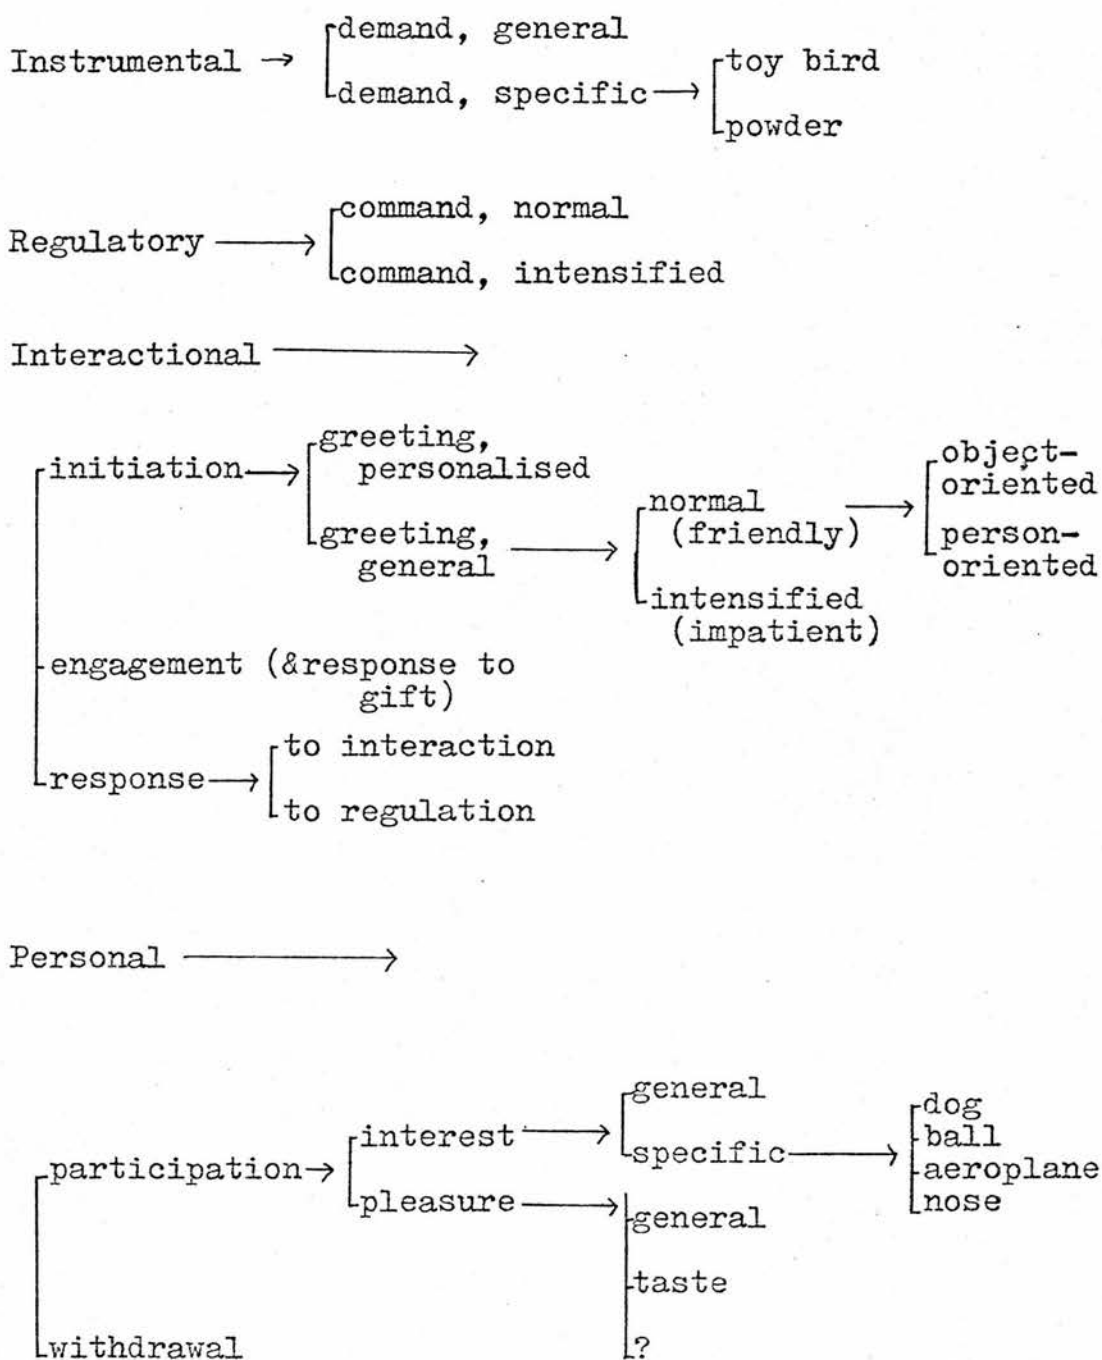 demand, general
Instrumental →
demand, specific → toy bird
powder
command, normal
Regulatory →
command, intensified
Interactional →
greeting,
personalised
initiation →
greeting,
general →
normal
(friendly) →
object-
oriented
person-
oriented
intensified
(impatient)
engagement (&response to
gift)
to interaction
response →
to regulation
Personal →
general
interest →
specific →
dog
ball
aeroplane
nose
participation →
pleasure →
general
taste
?
withdrawal